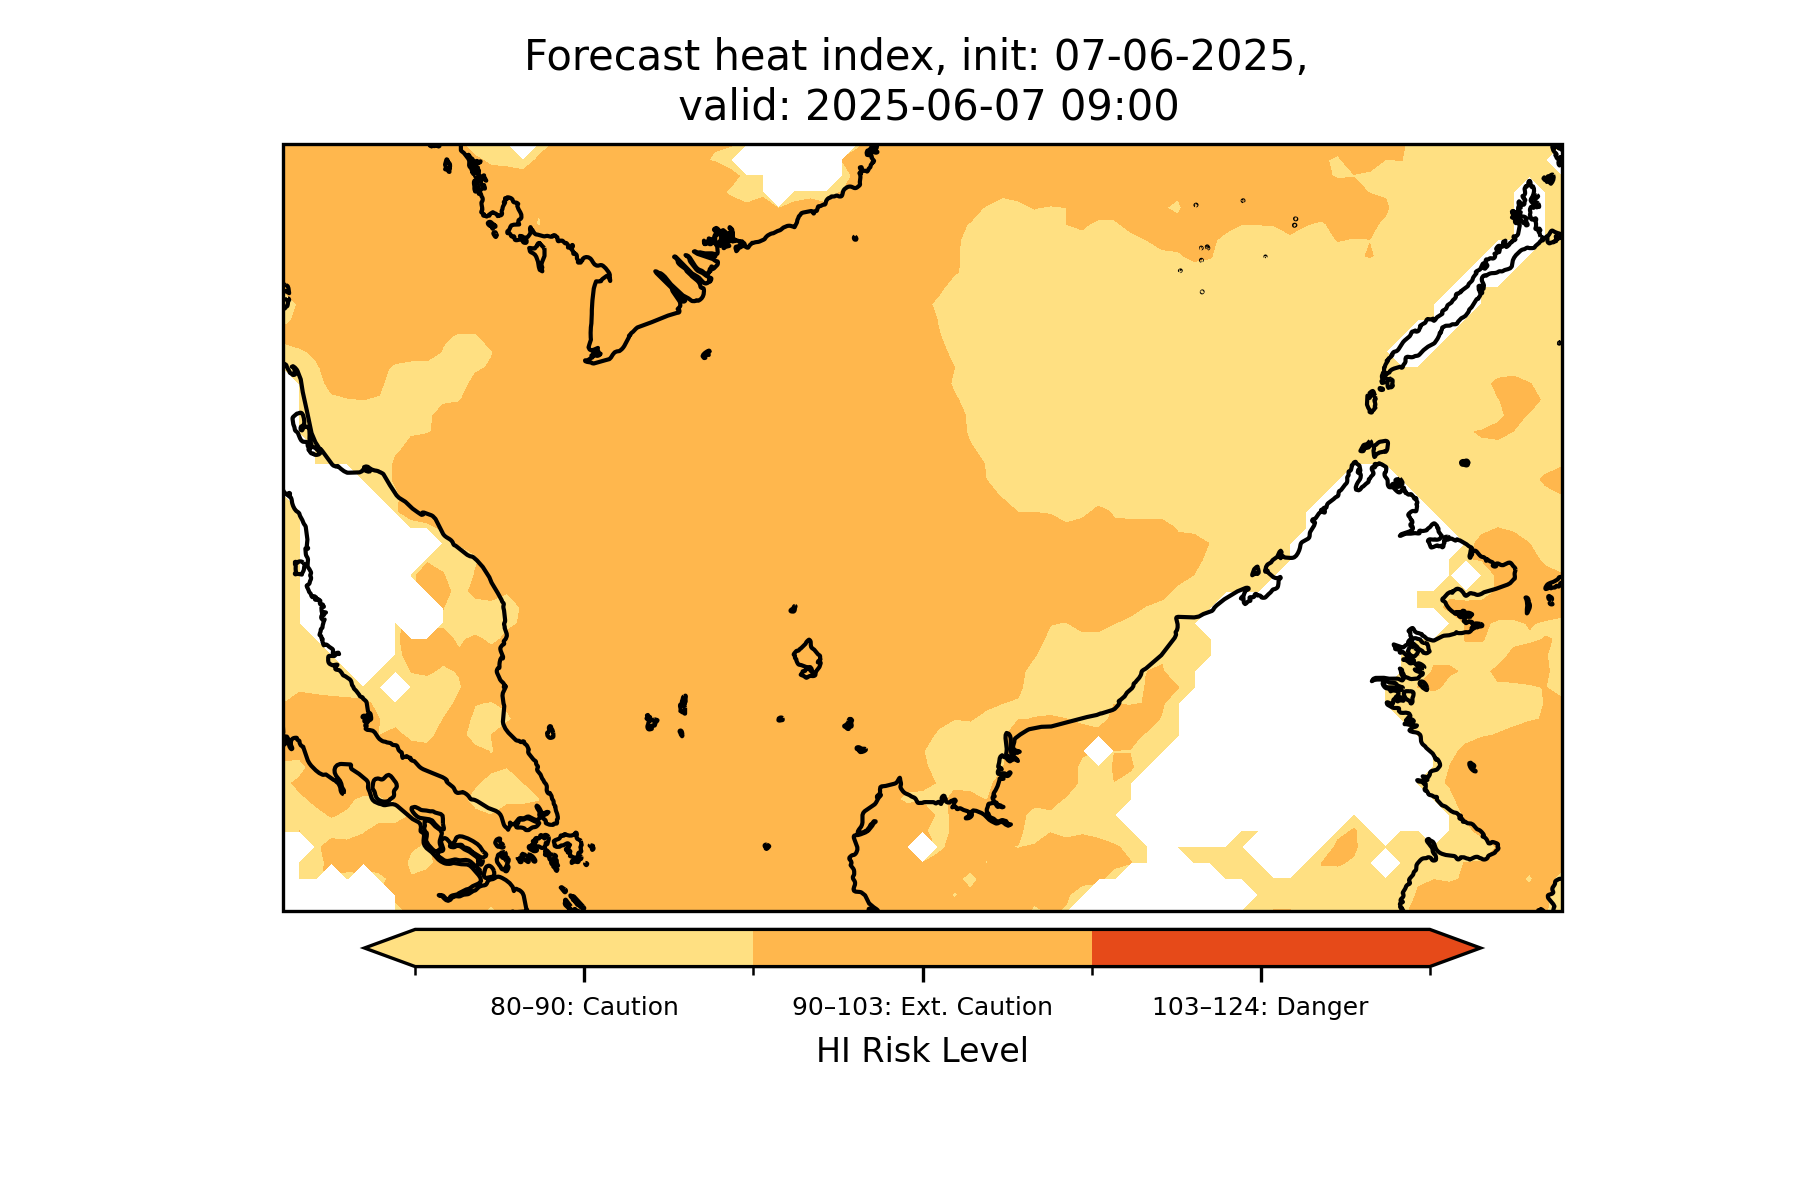 Forecast heat index, init: 07-06-2025,
valid: 2025-06-07 09:00
80–90: Caution
90–103: Ext. Caution
103–124: Danger
HI Risk Level